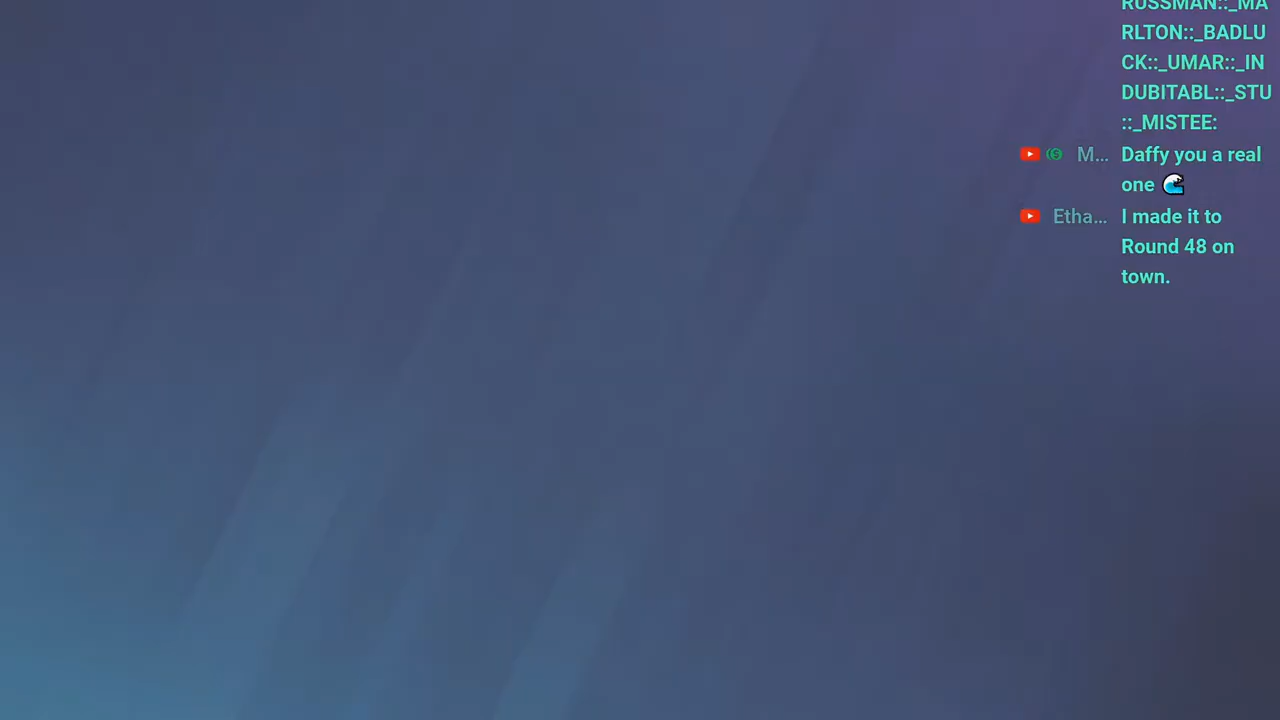 RUSSMAN::_MA
RLTON::_BADLU
CK::_UMAR::_IN
DUBITABL::_STU
::_MISTEE:
M... Daffy you a real
one 🌊
Etha... I made it to
Round 48 on
town.